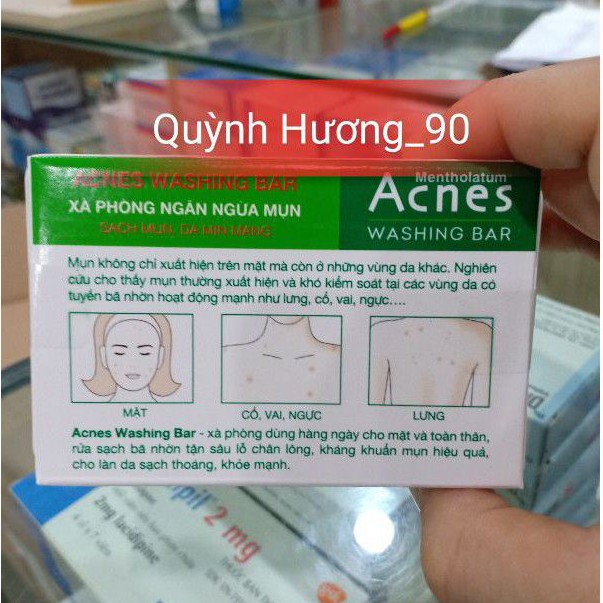 Quỳnh Hương_90
ACNES WASHING BAR
XÀ PHÒNG NGĂN NGỪA MỤN
SẠCH MỤN, DA MỊN MÀNG
Mentholatum
Acnes
WASHING BAR
Mụn không chỉ xuất hiện trên mặt mà còn ở những vùng da khác. Nghiên
cứu cho thấy mụn thường xuất hiện và khó kiểm soát tại các vùng da có
tuyến bã nhờn hoạt động mạnh như lưng, cổ, vai, ngực....
MẶT
CỔ, VAI, NGỰC
LƯNG
Acnes Washing Bar - xà phòng dùng hàng ngày cho mặt và toàn thân,
rửa sạch bã nhờn tận sâu lỗ chân lông, kháng khuẩn mụn hiệu quả,
cho làn da sạch thoáng, khỏe mạnh.
pil 2 mg
2mg lacidipine